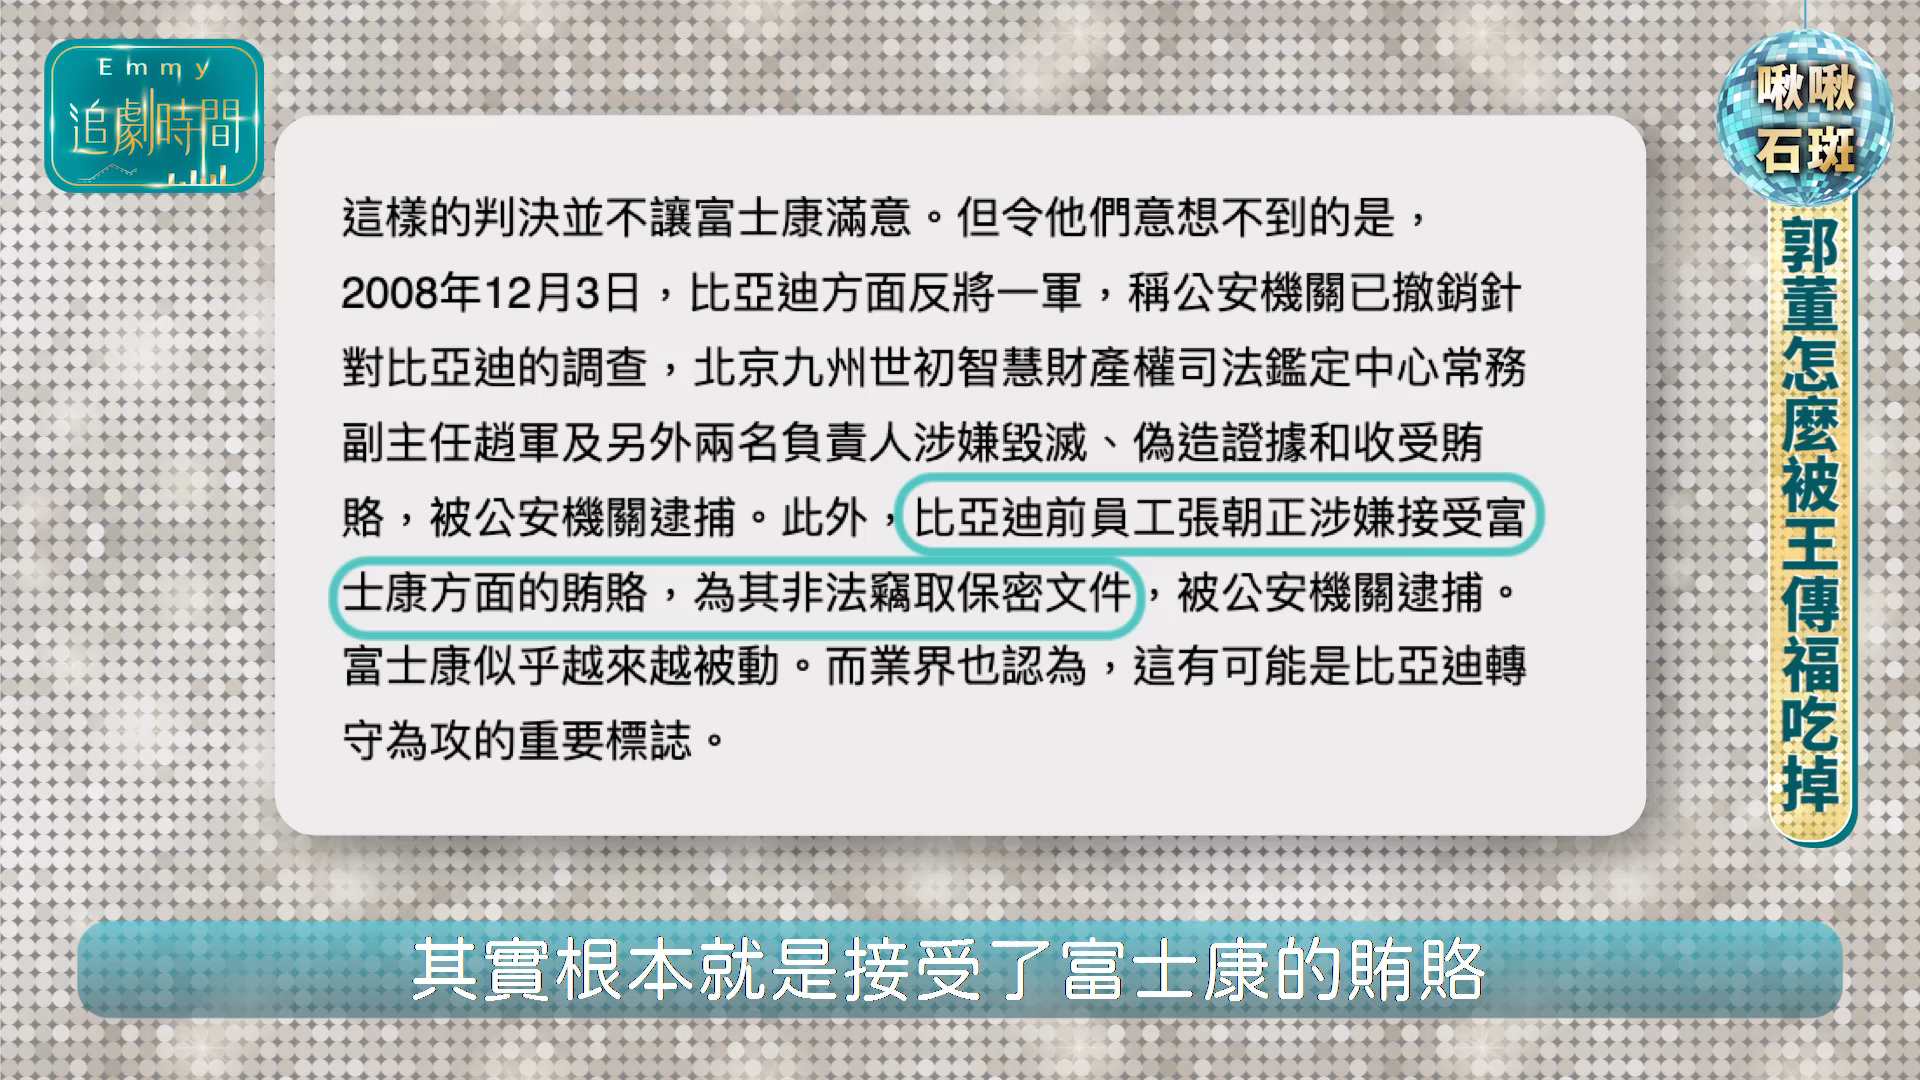 Emmy
追劇時間
啾啾
石斑
郭董怎麼被王傳福吃掉
這樣的判決並不讓富士康滿意。但令他們意想不到的是，
2008年12月3日，比亞迪方面反將一軍，稱公安機關已撤銷針
對比亞迪的調查，北京九州世初智慧財產權司法鑑定中心常務
副主任趙軍及另外兩名負責人涉嫌毀滅、偽造證據和收受賄
賂，被公安機關逮捕。此外，比亞迪前員工張朝正涉嫌接受富
士康方面的賄賂，為其非法竊取保密文件，被公安機關逮捕。
富士康似乎越來越被動。而業界也認為，這有可能是比亞迪轉
守為攻的重要標誌。
其實根本就是接受了富士康的賄賂